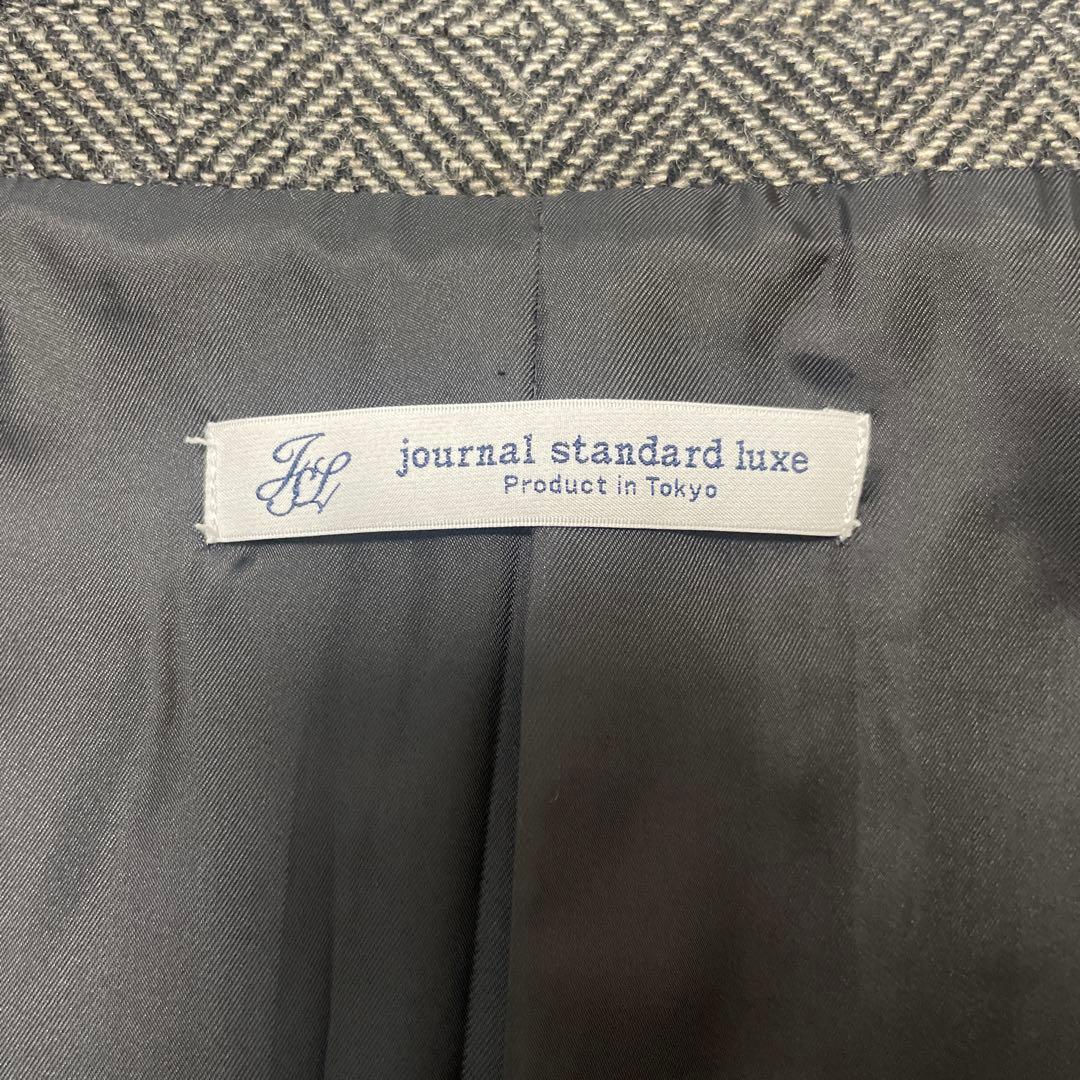 JSL
journal standard luxe
Product in Tokyo